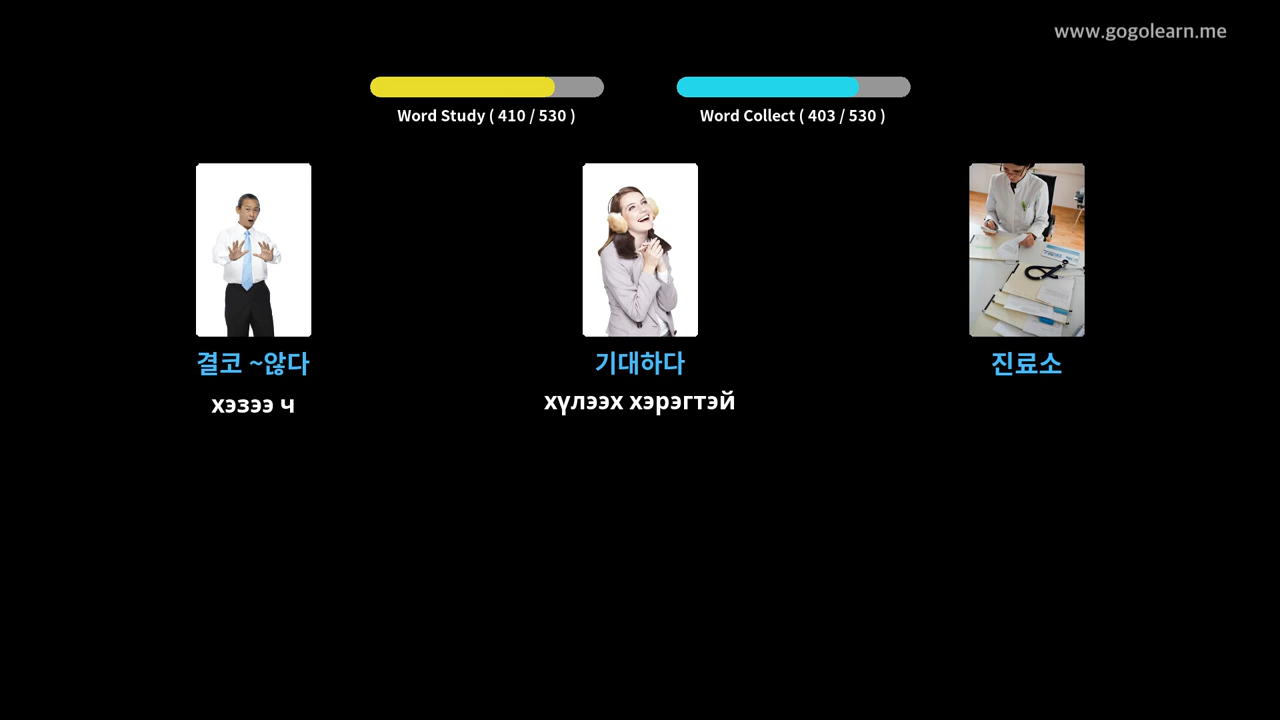 www.gogolearn.me
Word Study ( 410 / 530 )
Word Collect ( 403 / 530 )
결코 ~않다
기대하다
진료소
хэзээ ч
хүлээх хэрэгтэй